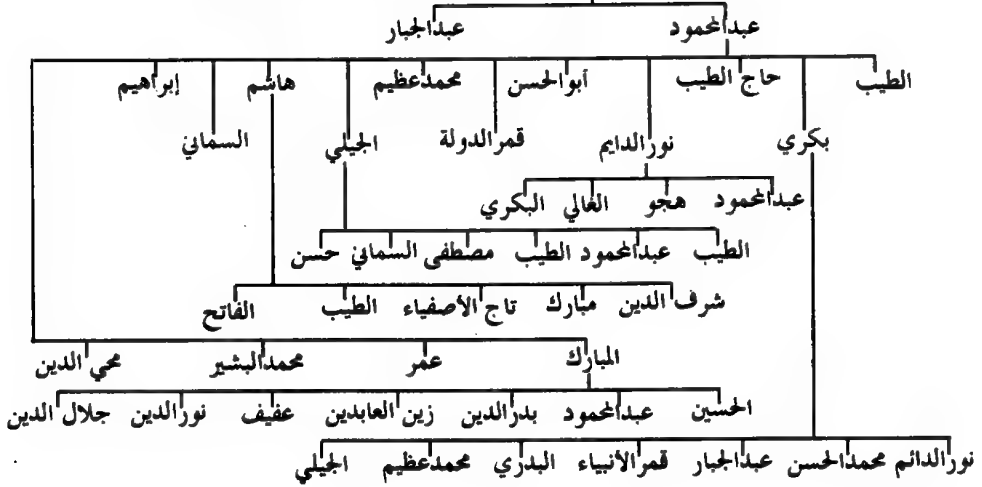 عبدالمحمود عبدالجبار
الطيب حاج الطيب أبوالحسن محمدعظيم هاشم إبراهيم
بكري نورالدايم قمرالدولة الجيلي السماني
عبدالمحمود هجو الغالي البكري
الطيب عبدالمحمود الطيب مصطفى السماني حسن
شرف الدين مبارك تاج الأصفياء الطيب الفاتح
المبارك عمر محمدالبشير محي الدين
الحسين عبدالمحمود بدرالدين زين العابدين عفيف نورالدين جلال الدين
نورالدائم محمدالحسن عبدالجبار قمرالأنبياء البدري محمدعظيم الجيلي